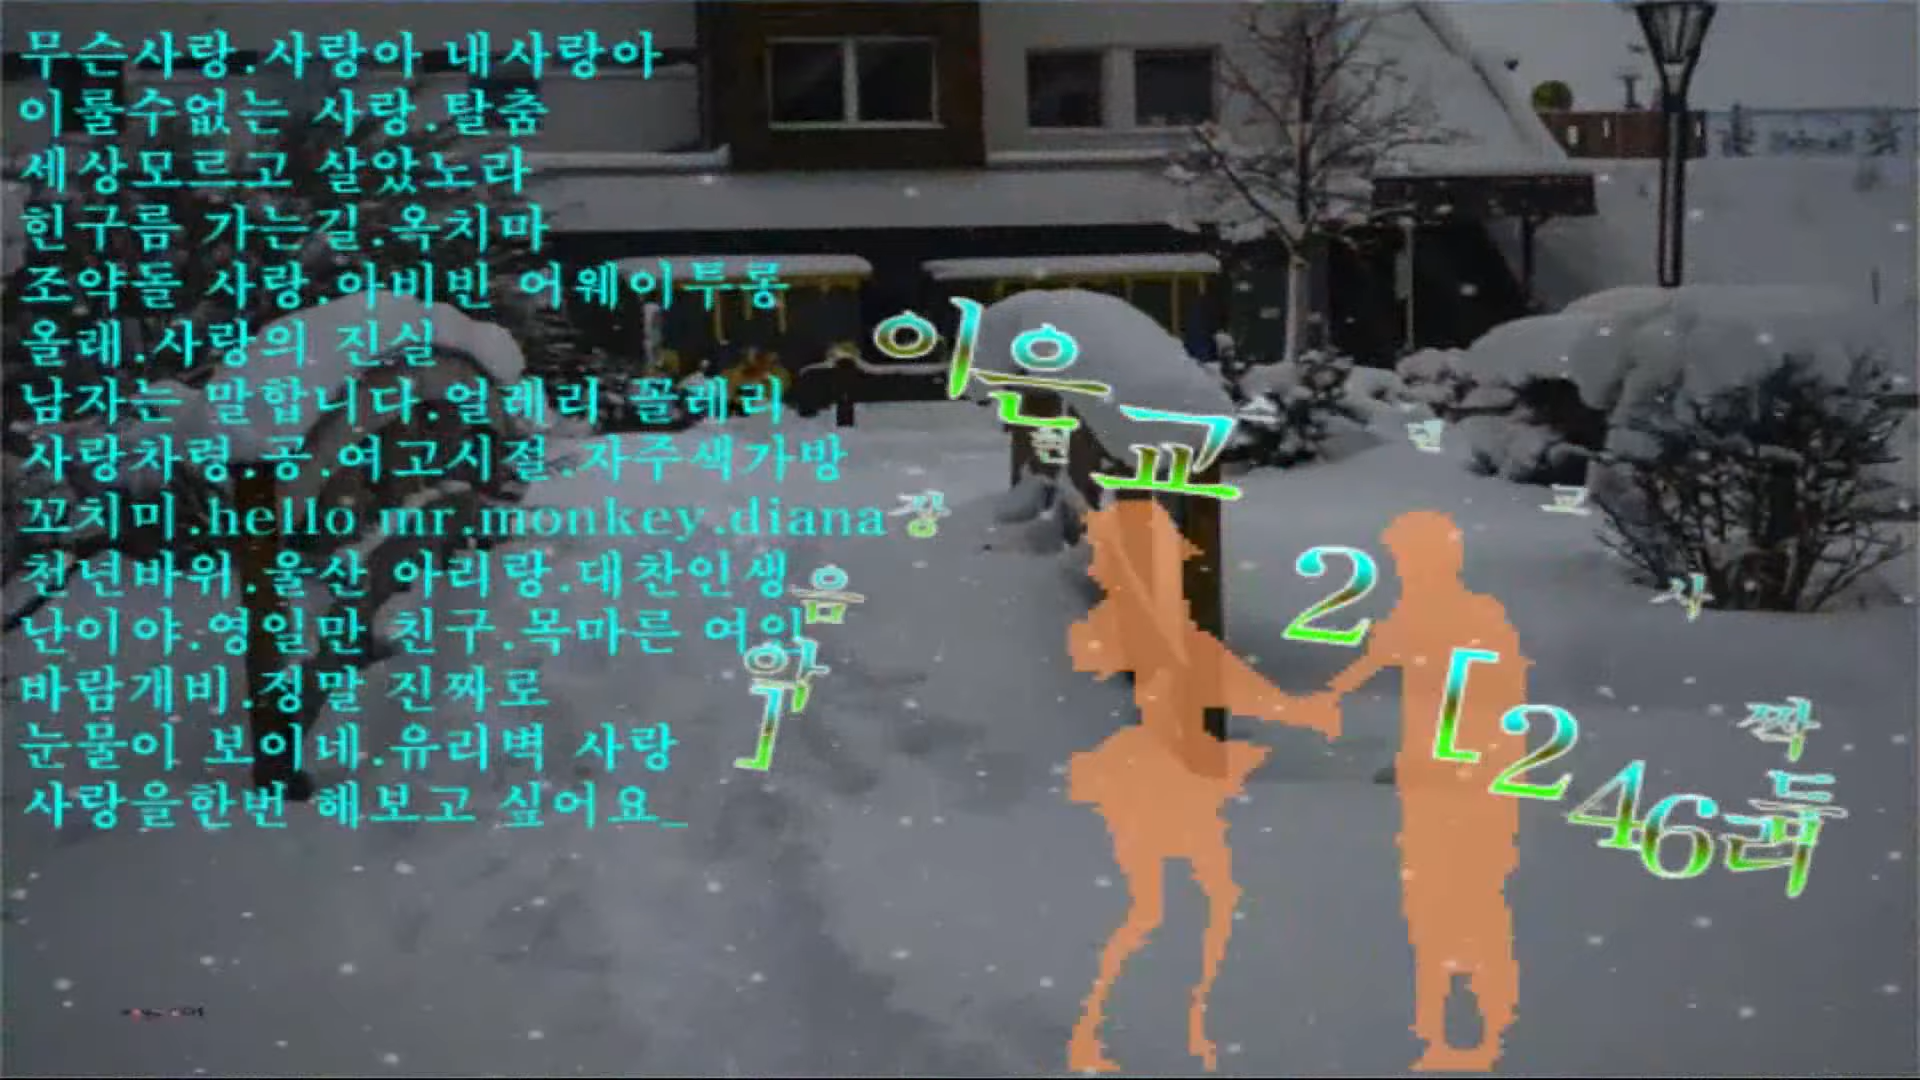 무슨사랑.사랑아 내사랑아
이룰수없는 사랑.탈춤
세상모르고 살았노라
힌구름 가는길.옥치마
조약돌 사랑.아비빈 어웨이투롱
올래.사랑의 진실
남자는 말합니다.얼레리 꼴레리
사랑차령.공.여고시절.자주색가방
꼬치미.hello mr.monkey.diana
천년바위.울산 아리랑.대찬인생
난이야.영일만 친구.목마른 여인
바람개비.정말 진짜로
눈물이 보이네.유리벽 사랑
사랑을한번 해보고 싶어요_
이은교
2
[246
음악]
짝